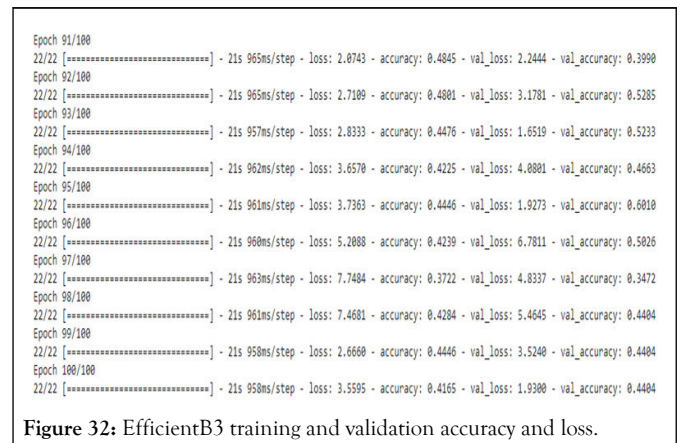 Epoch 91/100
22/22 [==============================] - 21s 965ms/step - loss: 2.0743 - accuracy: 0.4845 - val_loss: 2.2444 - val_accuracy: 0.3990
Epoch 92/100
22/22 [==============================] - 21s 965ms/step - loss: 2.7109 - accuracy: 0.4801 - val_loss: 3.1781 - val_accuracy: 0.5285
Epoch 93/100
22/22 [==============================] - 21s 957ms/step - loss: 2.8333 - accuracy: 0.4476 - val_loss: 1.6519 - val_accuracy: 0.5233
Epoch 94/100
22/22 [==============================] - 21s 962ms/step - loss: 3.6570 - accuracy: 0.4225 - val_loss: 4.0801 - val_accuracy: 0.4663
Epoch 95/100
22/22 [==============================] - 21s 961ms/step - loss: 3.7363 - accuracy: 0.4446 - val_loss: 1.9273 - val_accuracy: 0.6010
Epoch 96/100
22/22 [==============================] - 21s 960ms/step - loss: 5.2088 - accuracy: 0.4239 - val_loss: 6.7811 - val_accuracy: 0.5026
Epoch 97/100
22/22 [==============================] - 21s 963ms/step - loss: 7.7484 - accuracy: 0.3722 - val_loss: 4.8337 - val_accuracy: 0.3472
Epoch 98/100
22/22 [==============================] - 21s 961ms/step - loss: 7.4681 - accuracy: 0.4284 - val_loss: 5.4645 - val_accuracy: 0.4404
Epoch 99/100
22/22 [==============================] - 21s 958ms/step - loss: 2.6660 - accuracy: 0.4446 - val_loss: 3.5240 - val_accuracy: 0.4404
Epoch 100/100
22/22 [==============================] - 21s 958ms/step - loss: 3.5595 - accuracy: 0.4165 - val_loss: 1.9300 - val_accuracy: 0.4404
Figure 32: EfficientB3 training and validation accuracy and loss.